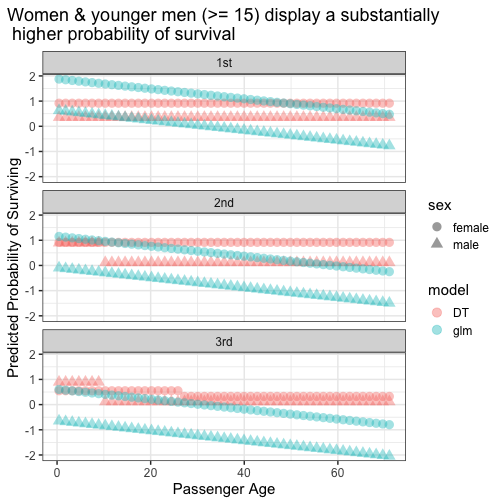 Women & younger men (>= 15) display a substantially
higher probability of survival
Predicted Probability of Surviving
1st
2
1
0
-1
-2
2nd
2
1
0
-1
-2
3rd
2
1
0
-1
-2
0 20 40 60
Passenger Age
sex
female
male
model
DT
glm